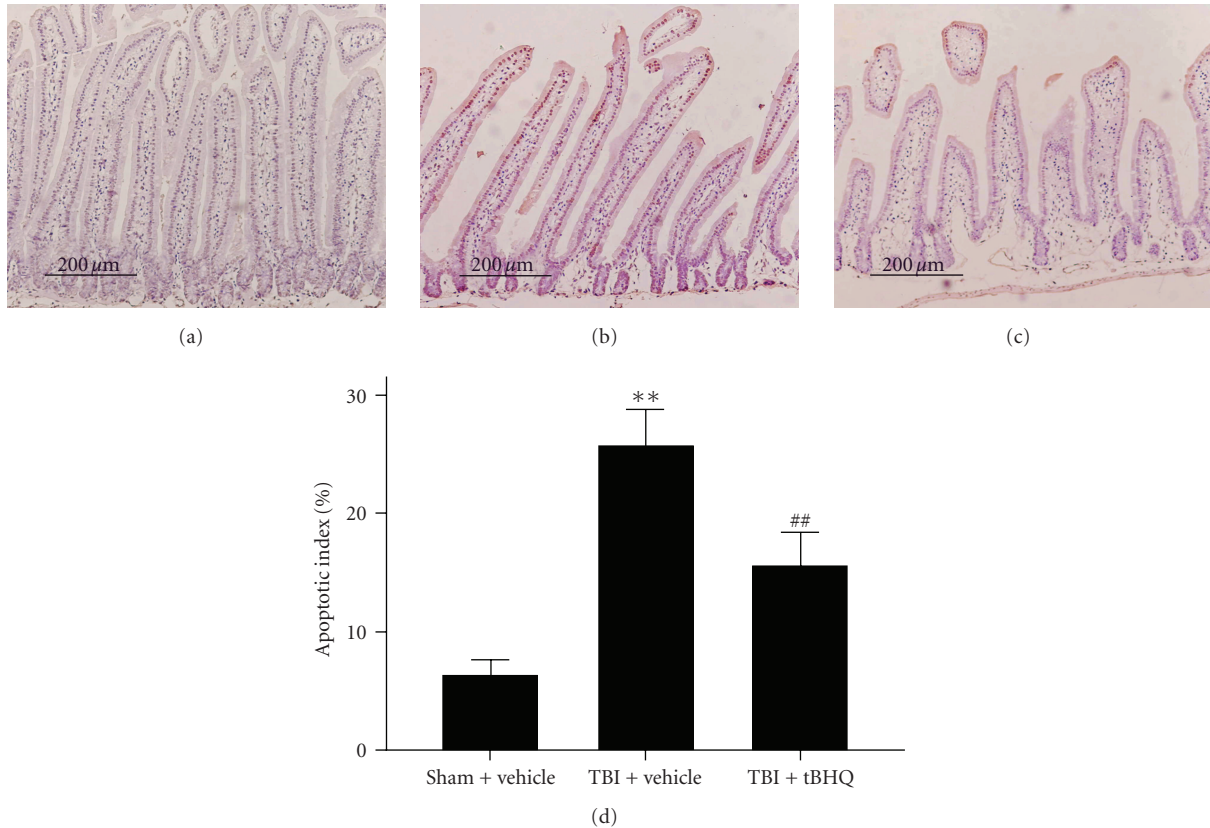 200 μm
200 μm
200 μm
(a)
(b)
(c)
30
20
10
0
Apoptotic index (%)
**
##
Sham + vehicle
TBI + vehicle
TBI + tBHQ
(d)